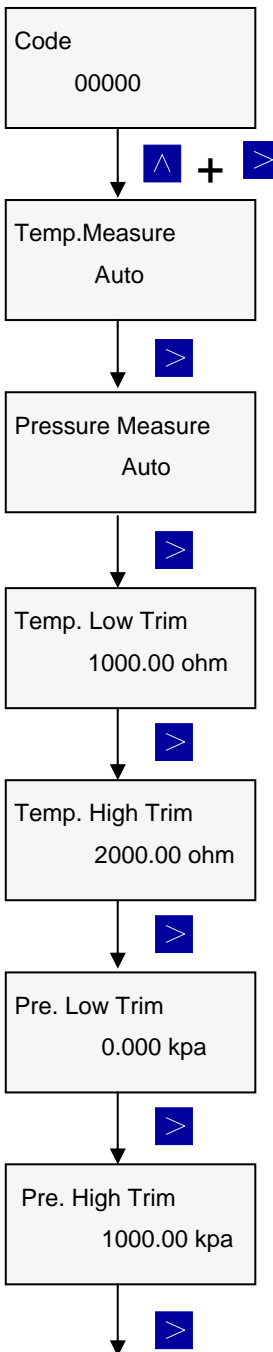 Code
00000
^ + >
Temp.Measure
Auto
>
Pressure Measure
Auto
>
Temp. Low Trim
1000.00 ohm
>
Temp. High Trim
2000.00 ohm
>
Pre. Low Trim
0.000 kpa
>
Pre. High Trim
1000.00 kpa
>